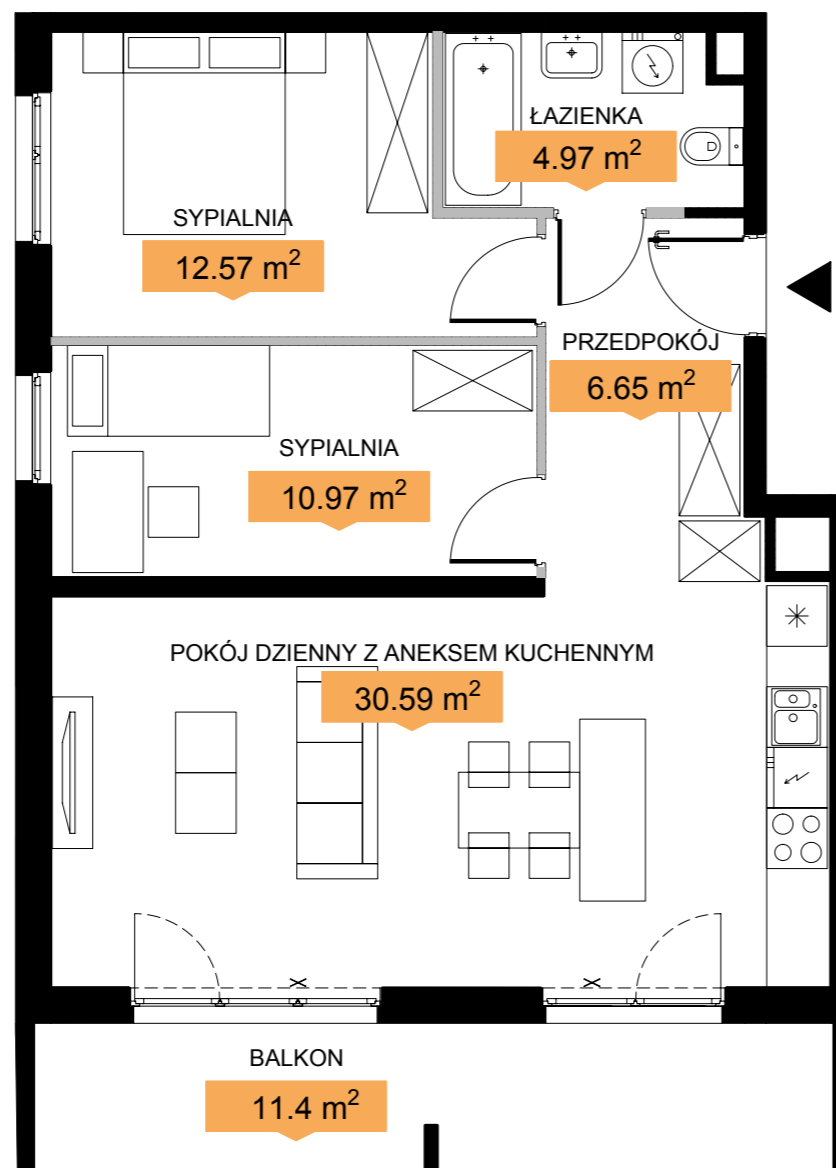 ŁAZIENKA
4.97 m²
SYPIALNIA
12.57 m²
PRZEDPOKÓJ
6.65 m²
SYPIALNIA
10.97 m²
POKÓJ DZIENNY Z ANEKSEM KUCHENNYM
30.59 m²
BALKON
11.4 m²